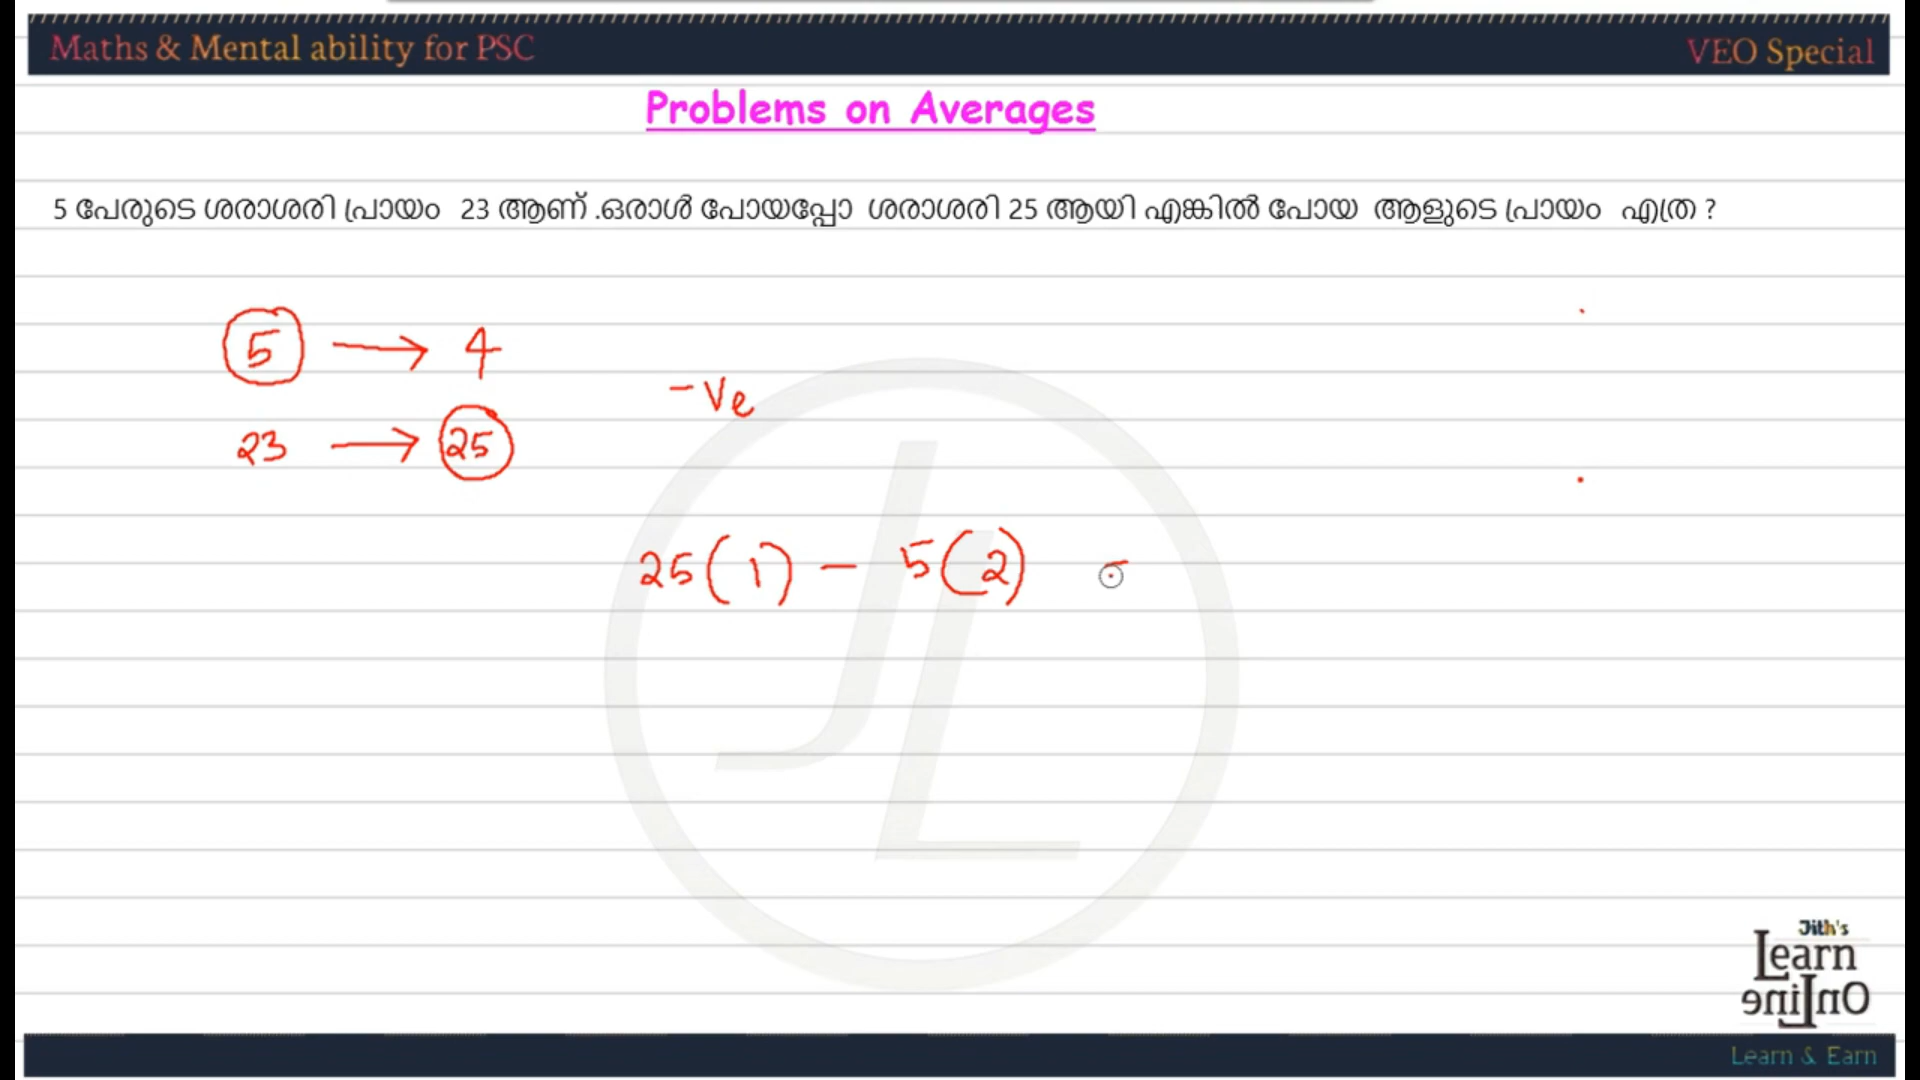 Maths & Mental ability for PSC
VEO Special
Problems on Averages
5 പേരുടെ ശരാശരി പ്രായം 23 ആണ് .ഒരാൾ പോയപ്പോ ശരാശരി 25 ആയി എങ്കിൽ പോയ ആളുടെ പ്രായം എത്ര ?
5 → 4
-Ve
23 → 25
25 ( 1 ) - 5 ( 2 )
JL
Jith's
Learn
OnLine
Learn & Earn